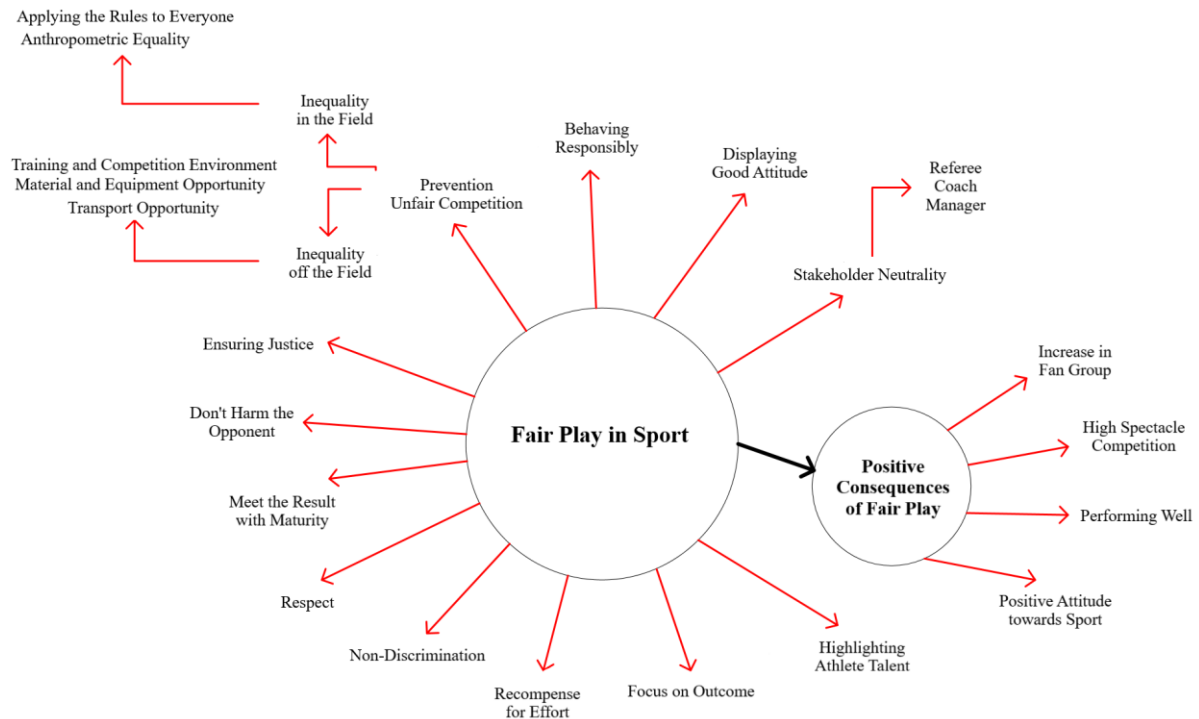 Applying the Rules to Everyone
Anthropometric Equality
Inequality
in the Field
Training and Competition Environment
Material and Equipment Opportunity
Transport Opportunity
Inequality
off the Field
Prevention
Unfair Competition
Behaving
Responsibly
Displaying
Good Attitude
Referee
Coach
Manager
Stakeholder Neutrality
Ensuring Justice
Don't Harm the
Opponent
Meet the Result
with Maturity
Respect
Non-Discrimination
Recompense
for Effort
Focus on Outcome
Highlighting
Athlete Talent
Fair Play in Sport
Positive
Consequences
of Fair Play
Increase in
Fan Group
High Spectacle
Competition
Performing Well
Positive Attitude
towards Sport